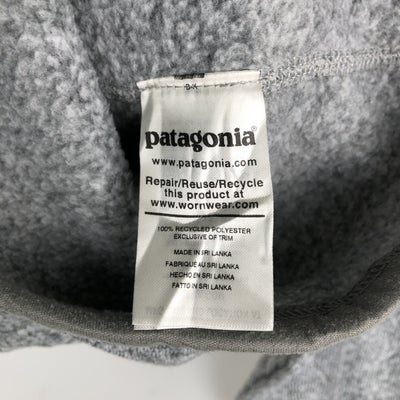 patagonia®
www.patagonia.com
Repair/Reuse/Recycle
this product at
www.wornwear.com
100% RECYCLED POLYESTER
EXCLUSIVE OF TRIM
MADE IN SRI LANKA
FABRIQUE AU SRI LANKA
HECHO EN SRI LANKA
FATTO IN SRI LANKA